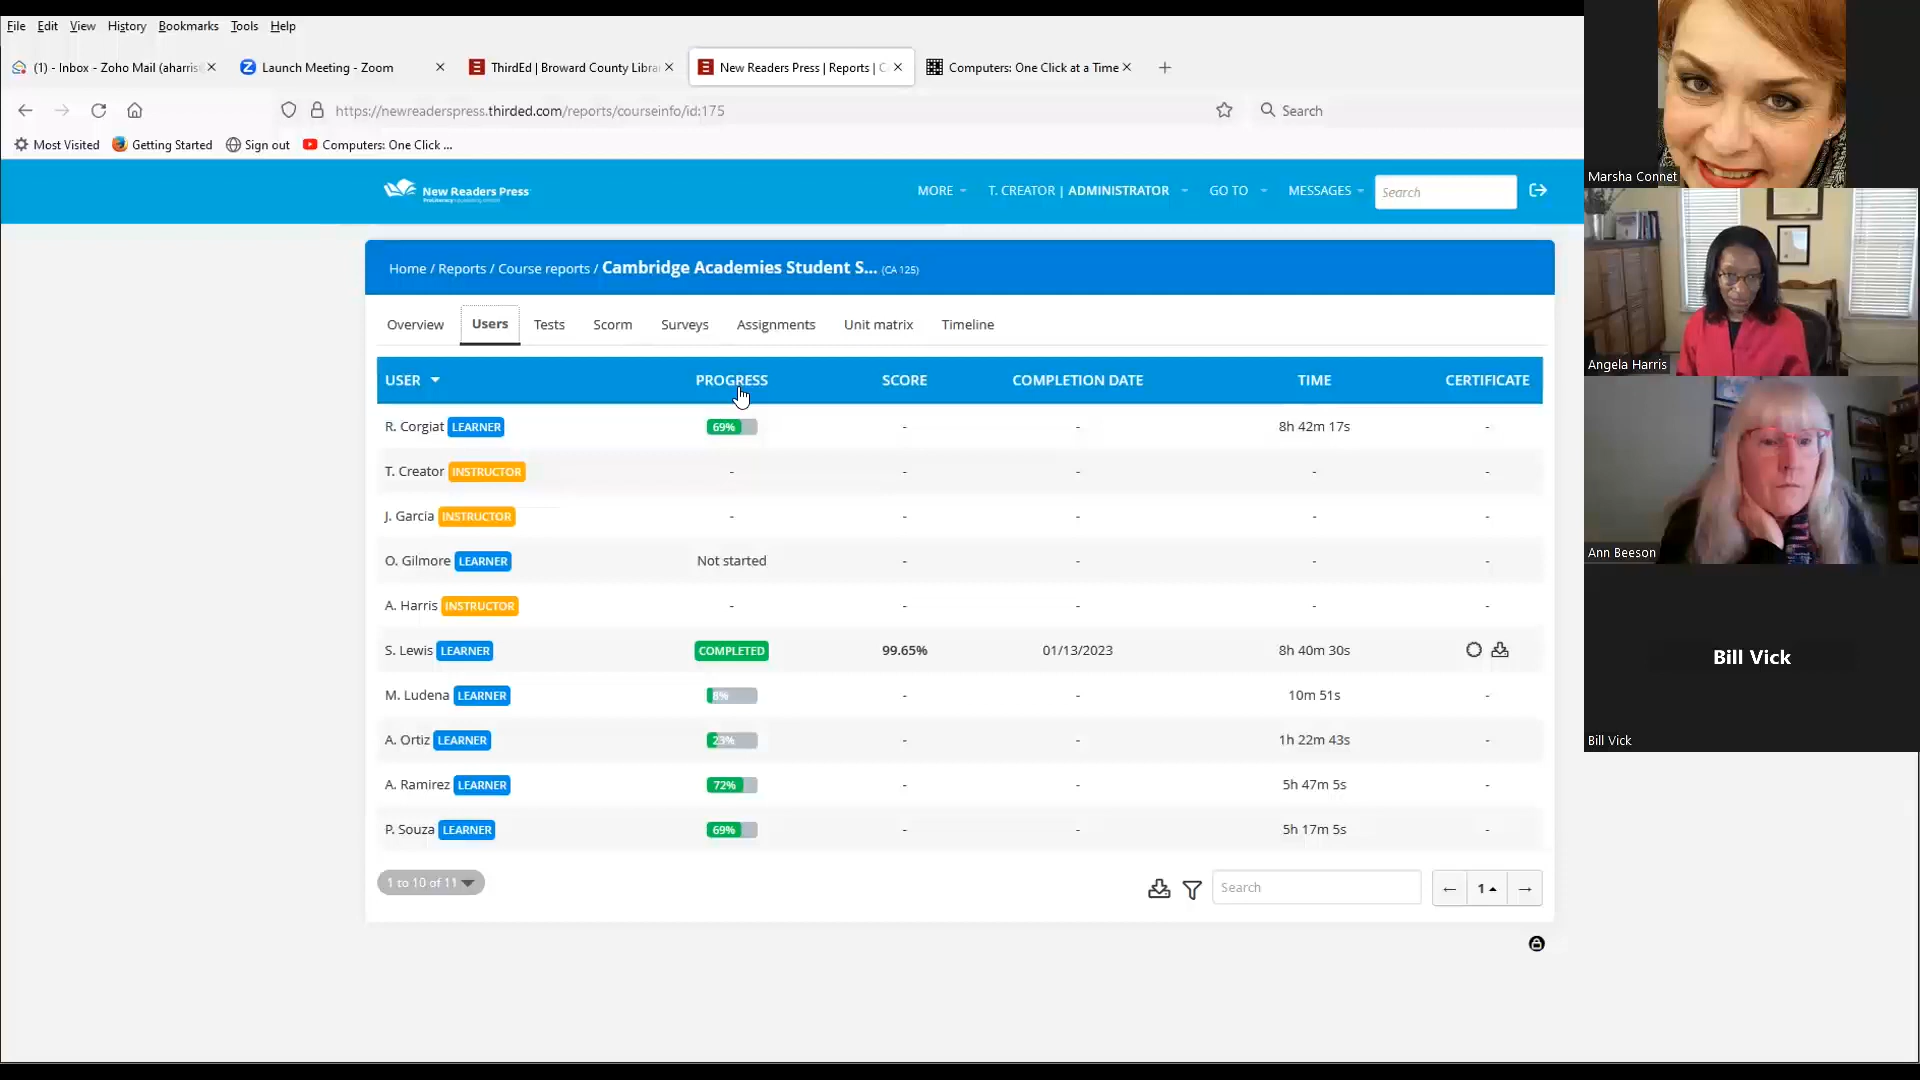 File Edit View History Bookmarks Tools Help
(1) - Inbox - Zoho Mail (aharris
Launch Meeting - Zoom
ThirdEd | Broward County Libra
New Readers Press | Reports | C
Computers: One Click at a Time
https://newreaderspress.thirded.com/reports/courseinfo/id:175
Search
Most Visited Getting Started Sign out Computers: One Click ...
New Readers Press
MORE T. CREATOR | ADMINISTRATOR GO TO MESSAGES Search
Home / Reports / Course reports / Cambridge Academies Student S... (CA 125)
Overview Users Tests Scorm Surveys Assignments Unit matrix Timeline
USER PROGRESS SCORE COMPLETION DATE TIME CERTIFICATE
R. Corgiat LEARNER 69% - - 8h 42m 17s -
T. Creator INSTRUCTOR - - - - -
J. Garcia INSTRUCTOR - - - - -
O. Gilmore LEARNER Not started - - - -
A. Harris INSTRUCTOR - - - - -
S. Lewis LEARNER COMPLETED 99.65% 01/13/2023 8h 40m 30s
M. Ludena LEARNER 8% - - 10m 51s -
A. Ortiz LEARNER 23% - - 1h 22m 43s -
A. Ramirez LEARNER 72% - - 5h 47m 5s -
P. Souza LEARNER 69% - - 5h 17m 5s -
1 to 10 of 11
Search
← 1 →
Marsha Connet
Angela Harris
Ann Beeson
Bill Vick
Bill Vick